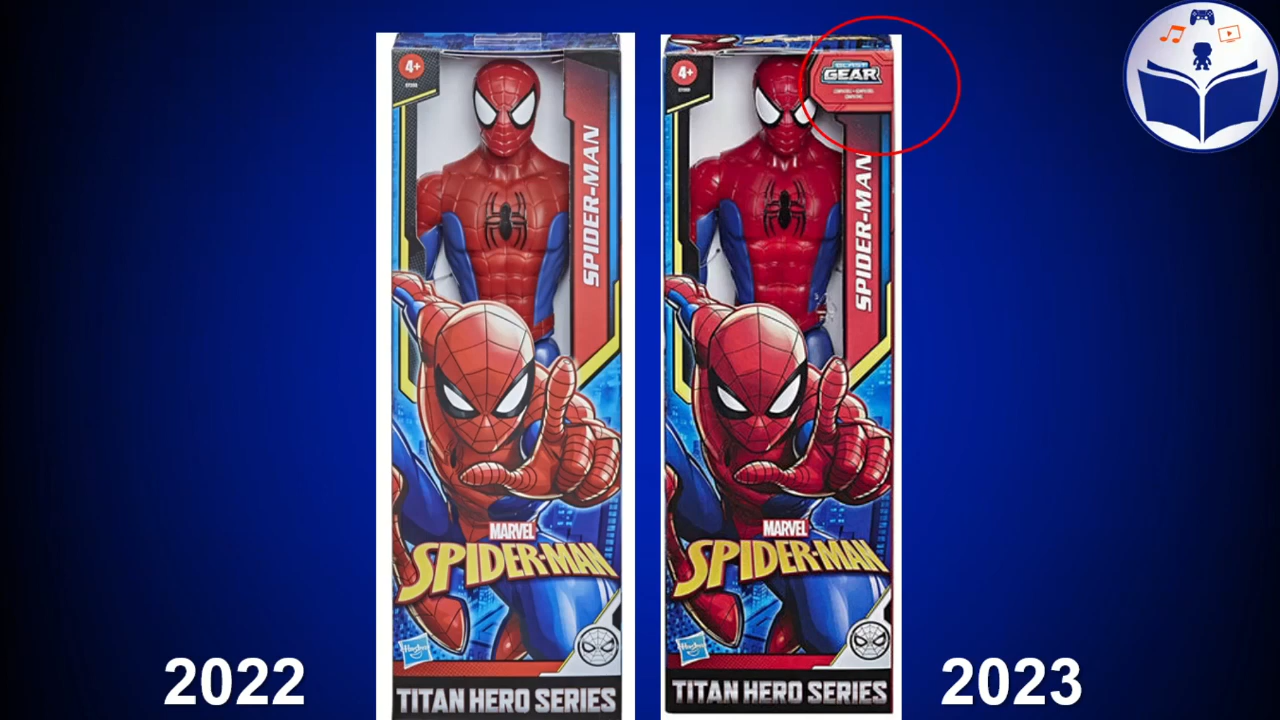 4+
SPIDER-MAN
MARVEL
SPIDER-MAN
Hasbro
TITAN HERO SERIES
2022
4+
BLAST
GEAR
SPIDER-MAN
MARVEL
SPIDER-MAN
Hasbro
TITAN HERO SERIES
2023